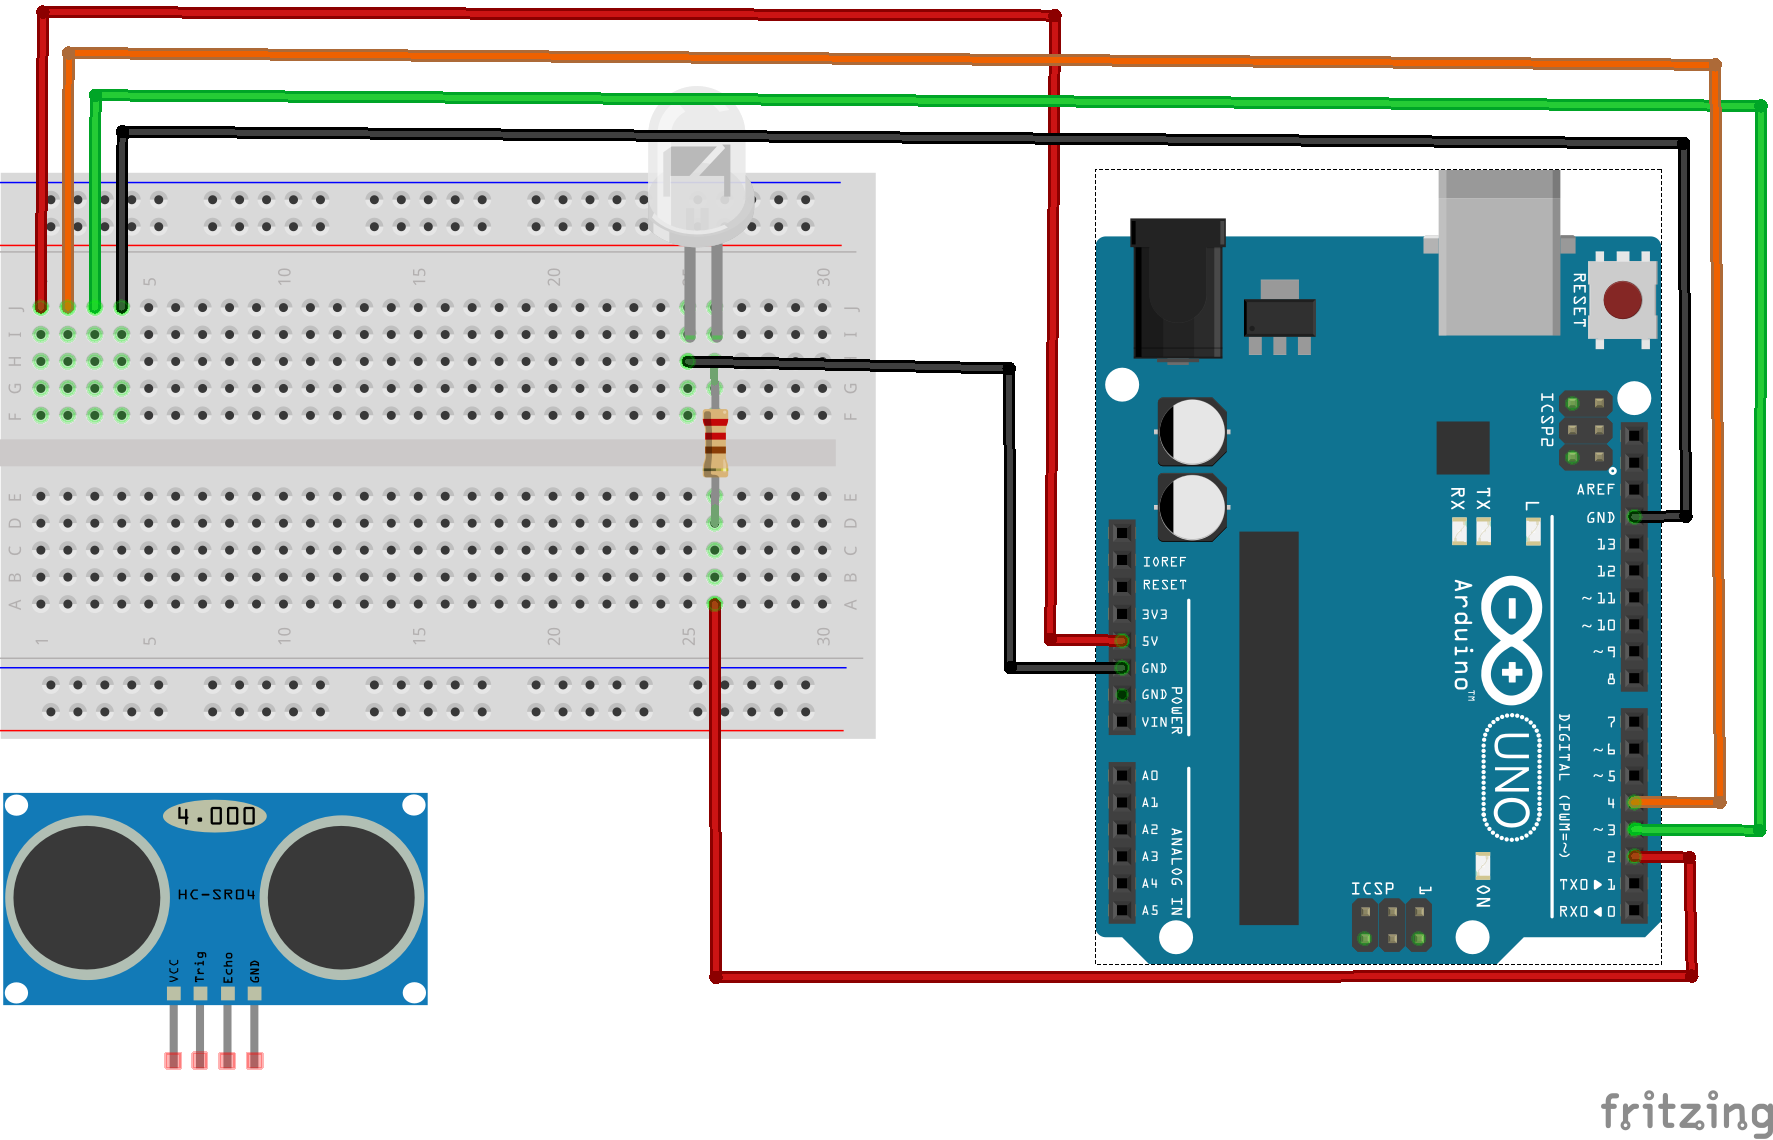 5 10 15 20 30
J J
I I
H
G G
F F
E E
D D
C C
B B
A A
1 5 10 15 20 25 30
RESET
ICSP2
AREF
GND
13
12
~11
~10
~9
8
7
~6
~5
4
~3
2
TX0▶1
RX0◀0
RX TX L
IOREF
RESET
3V3
5V
GND
GND
VIN
POWER
A0
A1
A2
A3
A4
A5
ANALOG IN
Arduino™
UNO
DIGITAL (PWM=~)
ICSP 1
ON
4.000
HC-SR04
VCC Trig Echo GND
fritzing